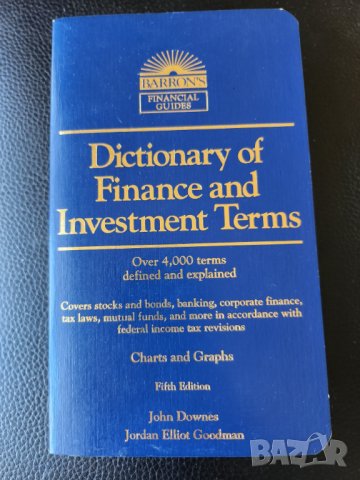 BARRON'S
FINANCIAL
GUIDES
Dictionary of
Finance and
Investment Terms
Over 4,000 terms
defined and explained
Covers stocks and bonds, banking, corporate finance,
tax laws, mutual funds, and more in accordance with
federal income tax revisions
Charts and Graphs
Fifth Edition
John Downes
Jordan Elliot Goodman
BAZAR